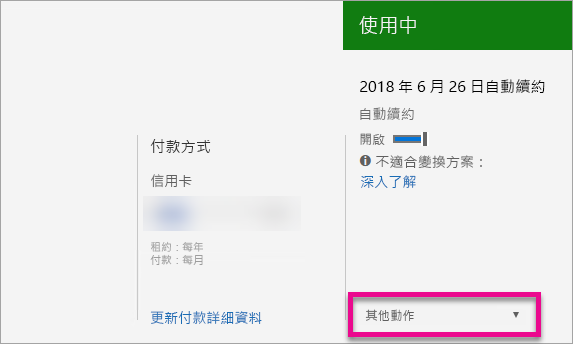 使用中
2018 年 6 月 26 日自動續約
自動續約
開啟
不適合變換方案：
深入了解
付款方式
信用卡
租約：每年
付款：每月
更新付款詳細資料
其他動作